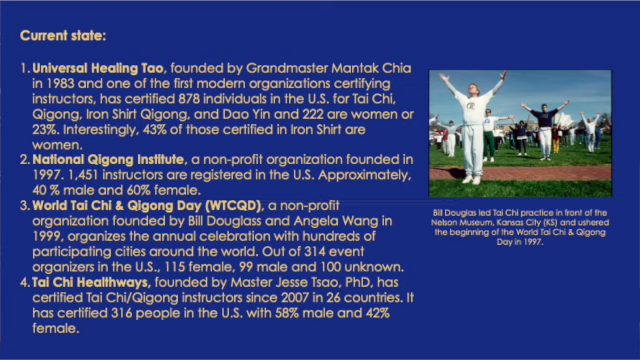 Current state:
1. Universal Healing Tao, founded by Grandmaster Mantak Chia
in 1983 and one of the first modern organizations certifying
instructors, has certified 878 individuals in the U.S. for Tai Chi,
Qigong, Iron Shirt Qigong, and Dao Yin and 222 are women or
23%. Interestingly, 43% of those certified in Iron Shirt are
women.
2. National Qigong Institute, a non-profit organization founded in
1997. 1,451 instructors are registered in the U.S. Approximately,
40 % male and 60% female.
3. World Tai Chi & Qigong Day (WTCQD), a non-profit
organization founded by Bill Douglass and Angela Wang in
1999, organizes the annual celebration with hundreds of
participating cities around the world. Out of 314 event
organizers in the U.S., 115 female, 99 male and 100 unknown.
4. Tai Chi Healthways, founded by Master Jesse Tsao, PhD, has
certified Tai Chi/Qigong instructors since 2007 in 26 countries. It
has certified 316 people in the U.S. with 58% male and 42%
female.
Bill Douglas led Tai Chi practice in front of the
Nelson Museum, Kansas City (KS) and ushered
the beginning of the World Tai Chi & Qigong
Day in 1997.